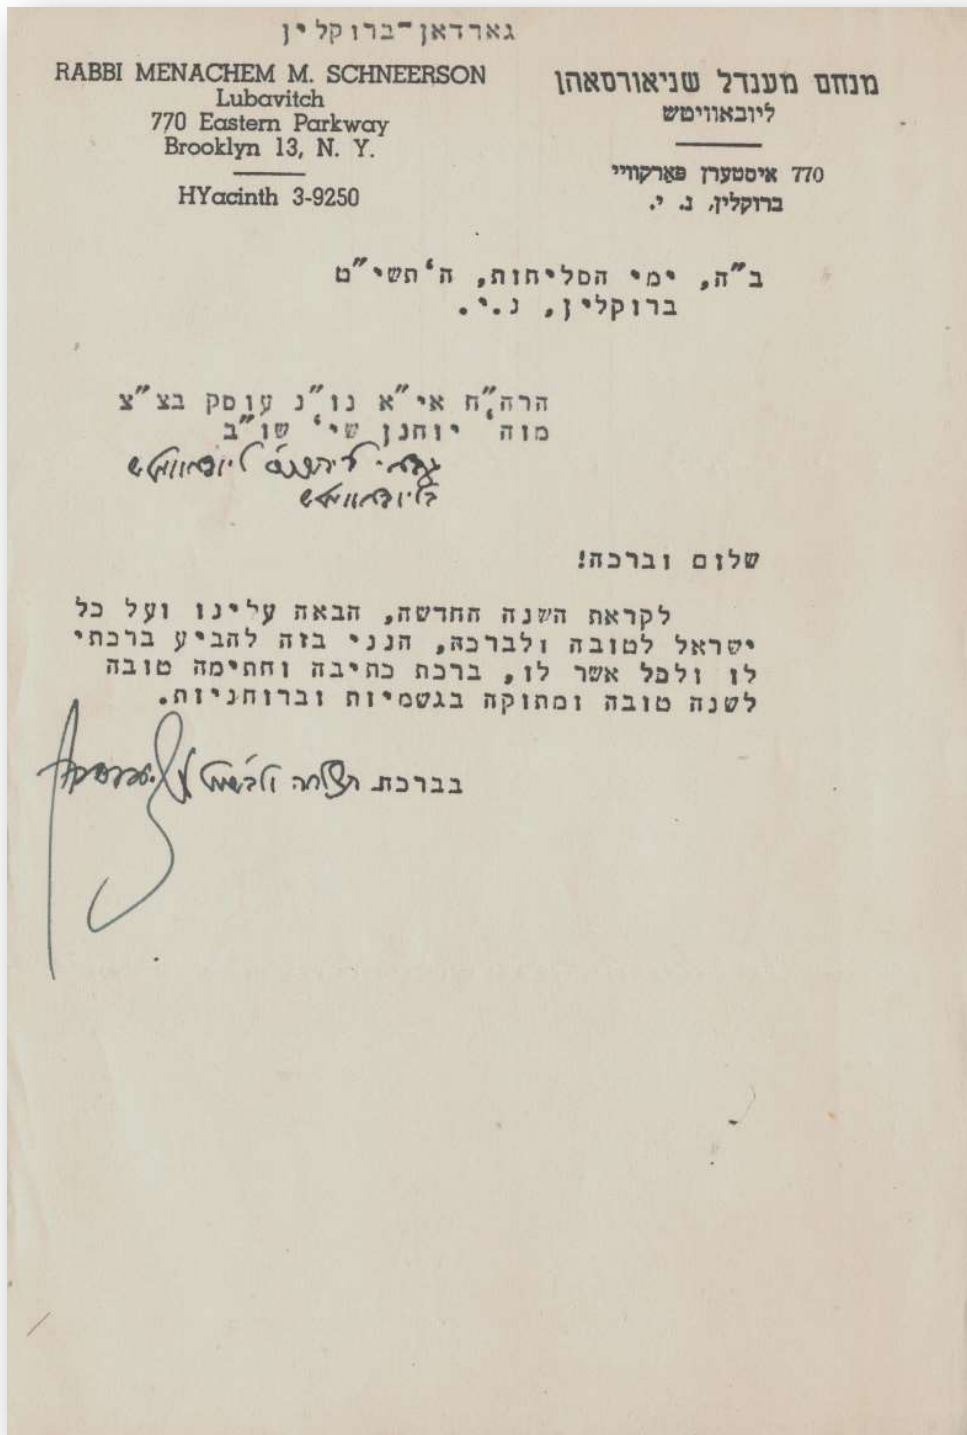 גארדאן-ברוקלין
RABBI MENACHEM M. SCHNEERSON
Lubavitch
770 Eastern Parkway
Brooklyn 13, N. Y.
HYacinth 3-9250
מנחם מענדל שניאורסאהן
ליובאוויטש
770 איסטערן פארקוויי
ברוקלין, נ. י.
ב"ה, ימי הסליחות, ה'תשי"ט
ברוקלין, נ.י.
הרה"ח אי"א נו"נ עוסק בצ"צ
מוה' יוחנן שי' שו"ב
ליובאוויטש
בליובאוויטש
שלום וברכה!
לקראת השנה החדשה, הבאה עלינו ועל כל
ישראל לטובה ולברכה, הנני בזה להביע ברכתי
לו ולכל אשר לו, ברכת כתיבה וחתימה טובה
לשנה טובה ומתוקה בגשמיות וברוחניות.
בברכת הצלחה